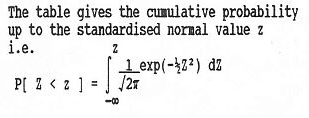 The table gives the cumulative probability
up to the standardised normal value z
i.e.
z
P[ Z < z ] = ∫ 1/√2π exp(-½Z²) dZ
-∞